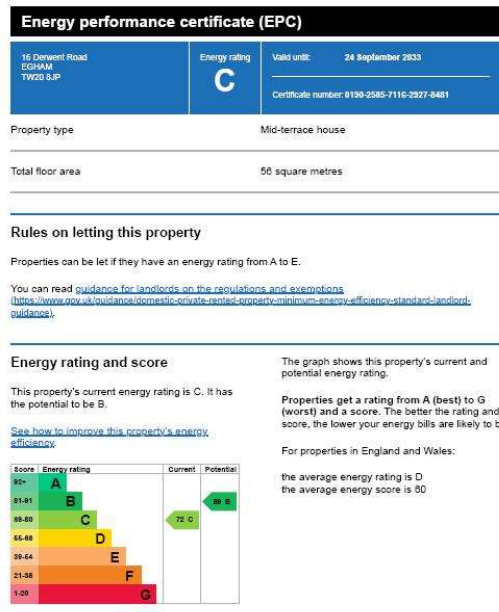 Energy performance certificate (EPC)
16 Derwent Road
EGHAM
TW20 8JP
Energy rating
C
Valid until: 24 September 2033
Certificate number: 0190-2585-7116-2927-8481
Property type Mid-terrace house
Total floor area 56 square metres
Rules on letting this property
Properties can be let if they have an energy rating from A to E.
You can read guidance for landlords on the regulations and exemptions
(https://www.gov.uk/guidance/domestic-private-rented-property-minimum-energy-efficiency-standard-landlord-
guidance).
Energy rating and score
This property's current energy rating is C. It has
the potential to be B.
See how to improve this property's energy
efficiency.
Score Energy rating Current Potential
92+ A
81-91 B
69-80 C 72 C
55-68 D
39-54 E
21-38 F
1-20 G
The graph shows this property's current and
potential energy rating.
Properties get a rating from A (best) to G
(worst) and a score. The better the rating and
score, the lower your energy bills are likely to
For properties in England and Wales:
the average energy rating is D
the average energy score is 60